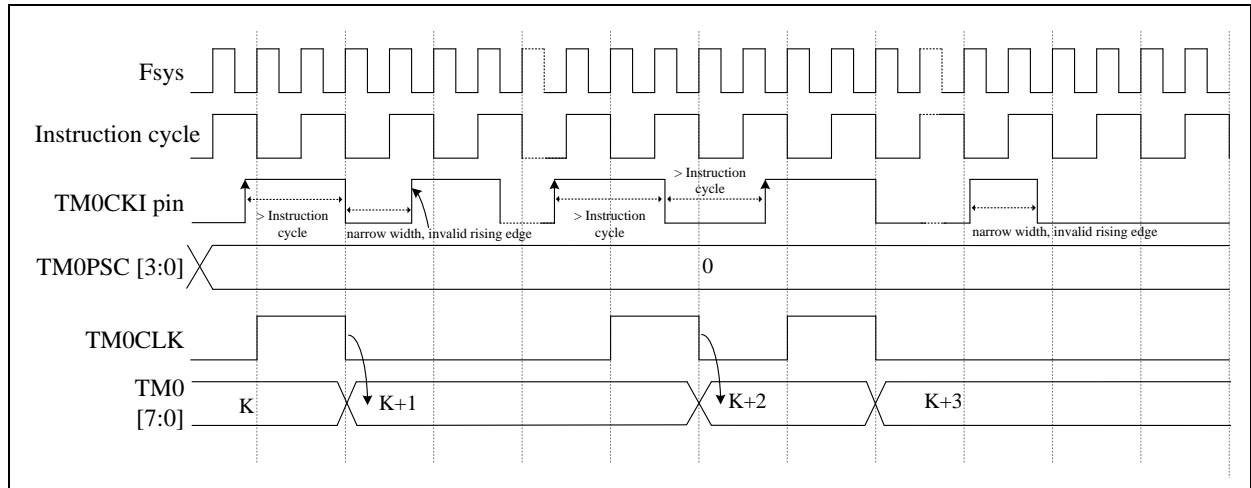 Fsys
Instruction cycle
> Instruction
cycle
TM0CKI pin
> Instruction
cycle
> Instruction
cycle
narrow width, invalid rising edge
narrow width, invalid rising edge
TM0PSC [3:0]
0
TM0CLK
TM0
[7:0]
K
K+1
K+2
K+3